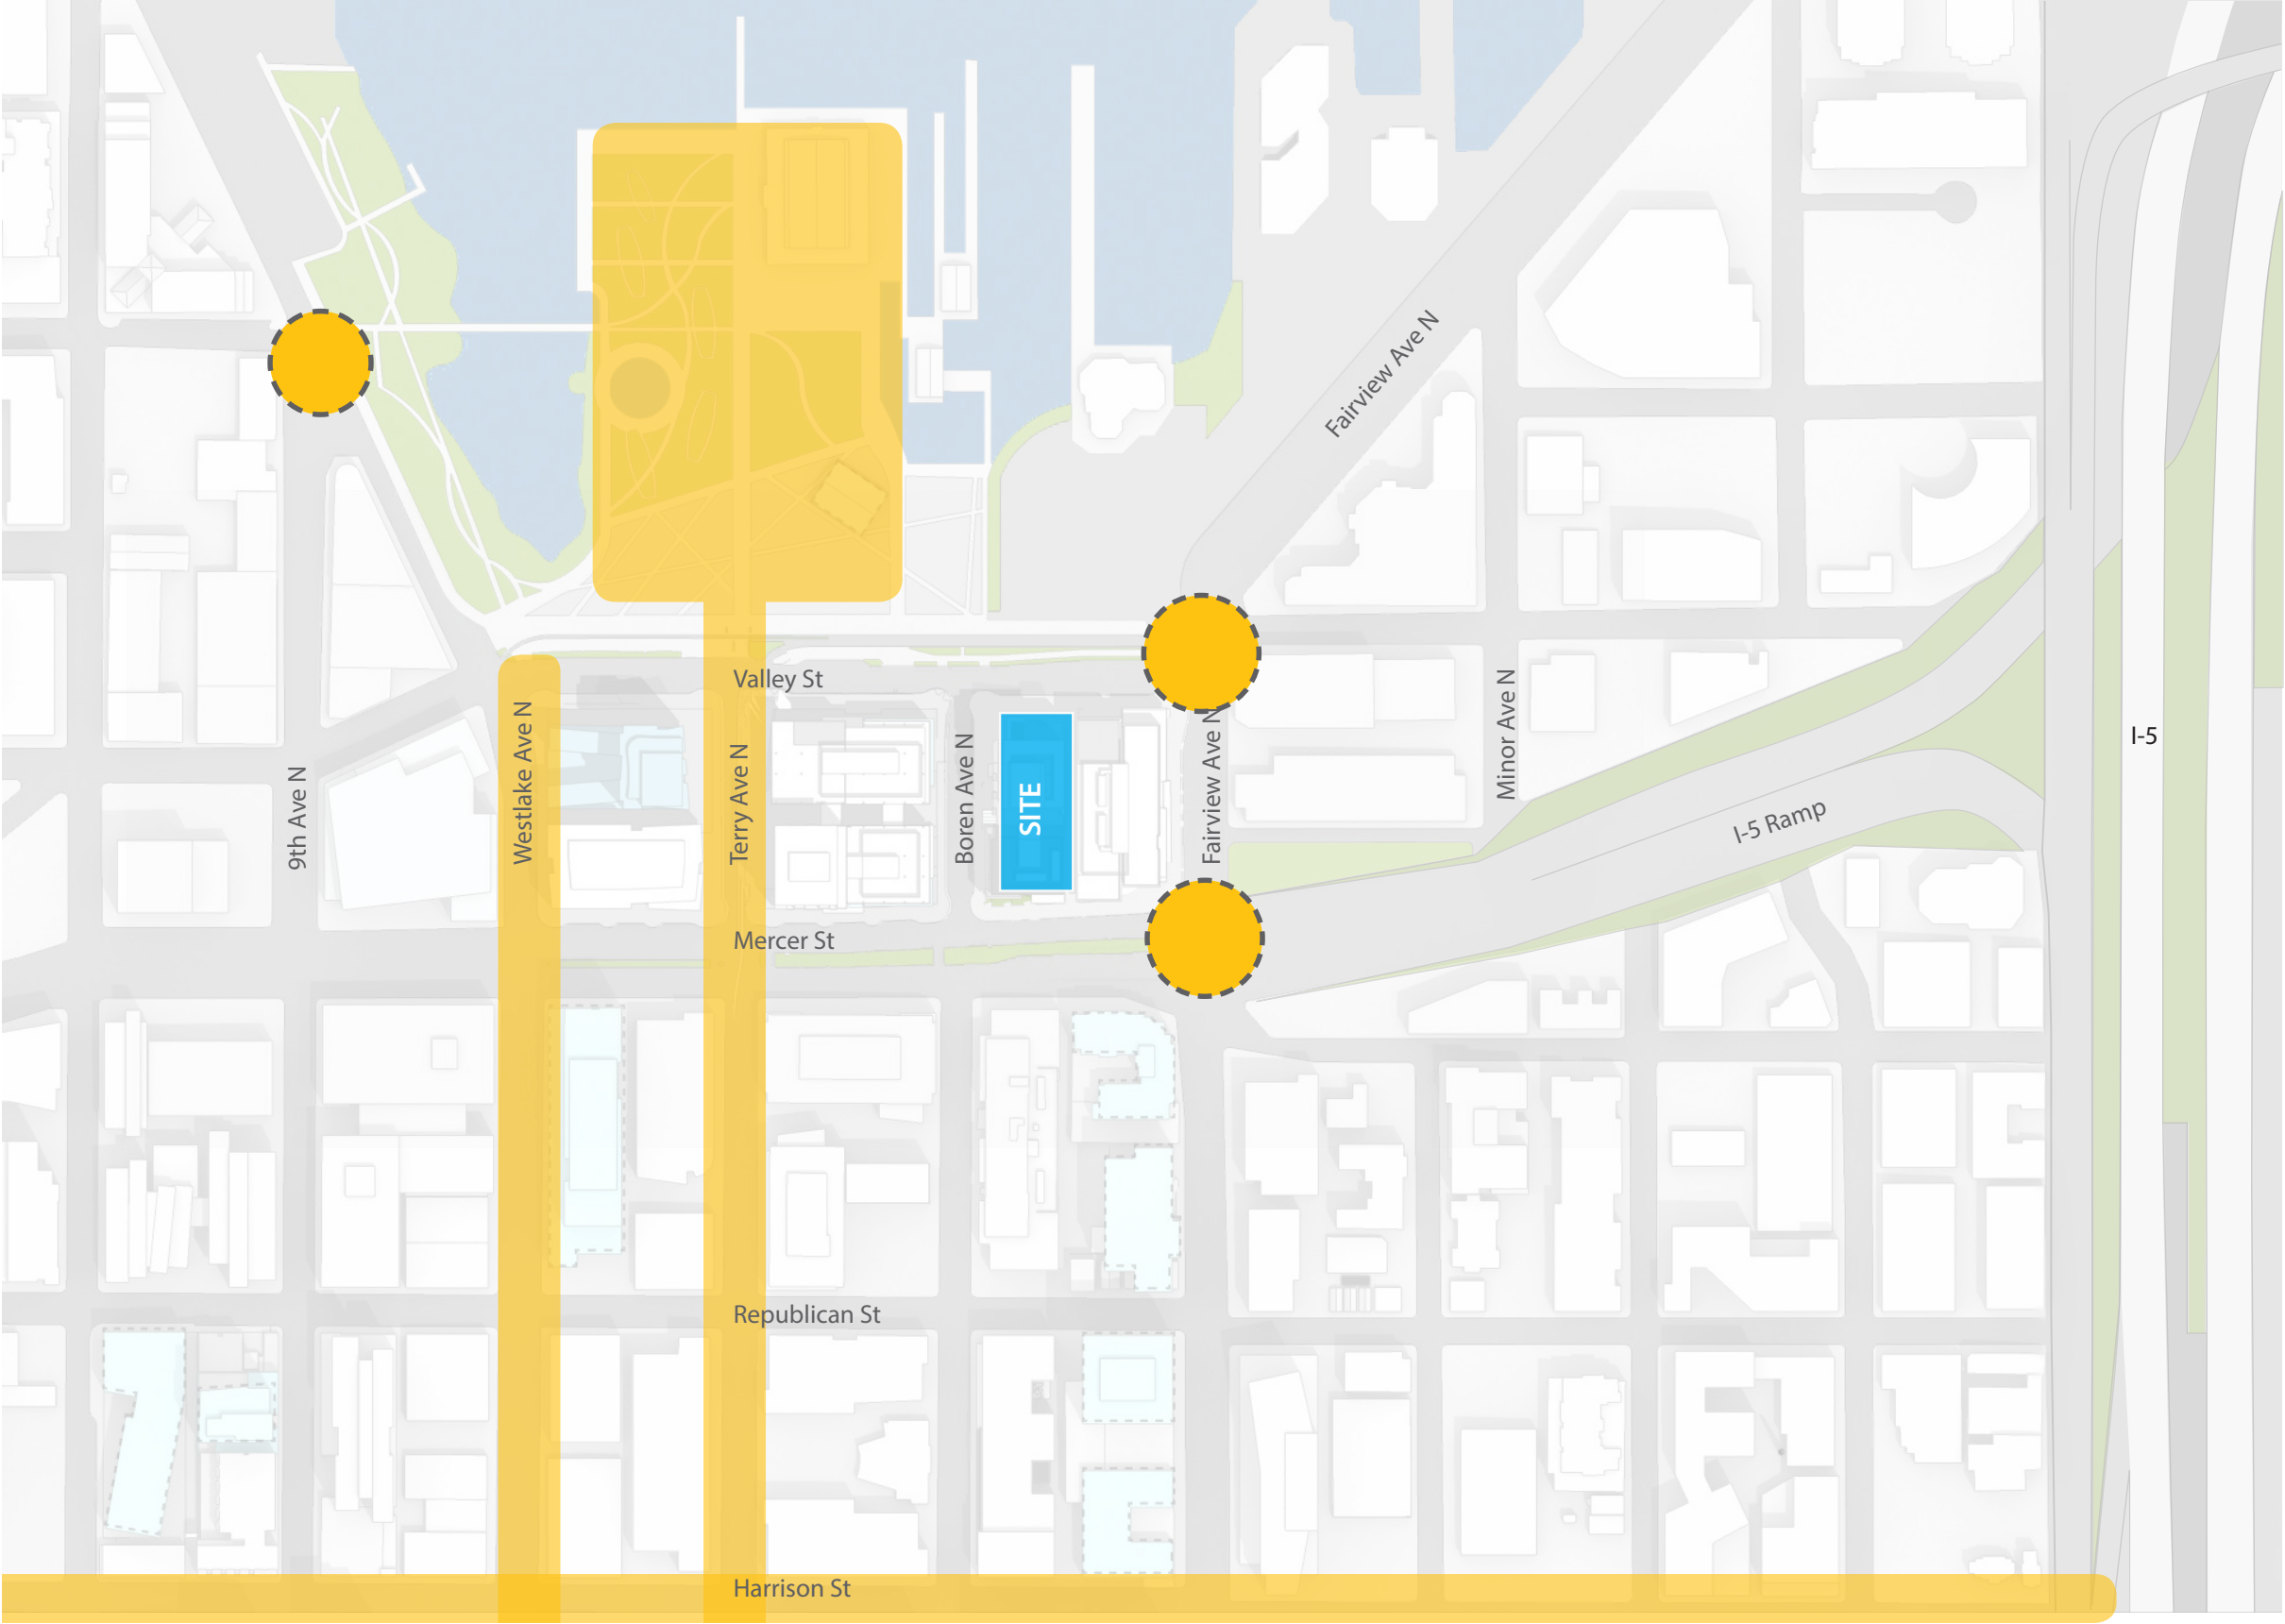 Fairview Ave N
Valley St
Westlake Ave N
Minor Ave N
Fairview Ave N
I-5
Terry Ave N
Boren Ave N
9th Ave N
SITE
I-5 Ramp
Mercer St
Republican St
Harrison St